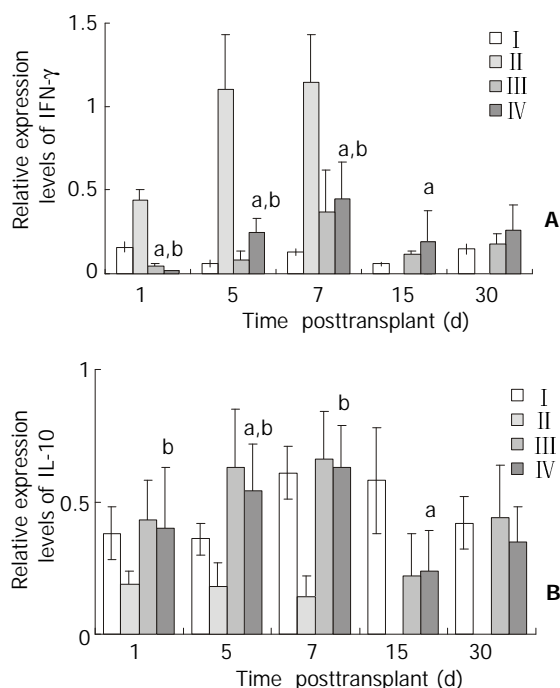 Relative expression
levels of IFN-γ
1.5
1
0.5
0
I
II
III
IV
a,b
a,b
a,b
a
A
1 5 7 15 30
Time posttransplant (d)
Relative expression
levels of IL-10
1
0.5
0
I
II
III
IV
b
a,b
b
a
B
1 5 7 15 30
Time posttransplant (d)